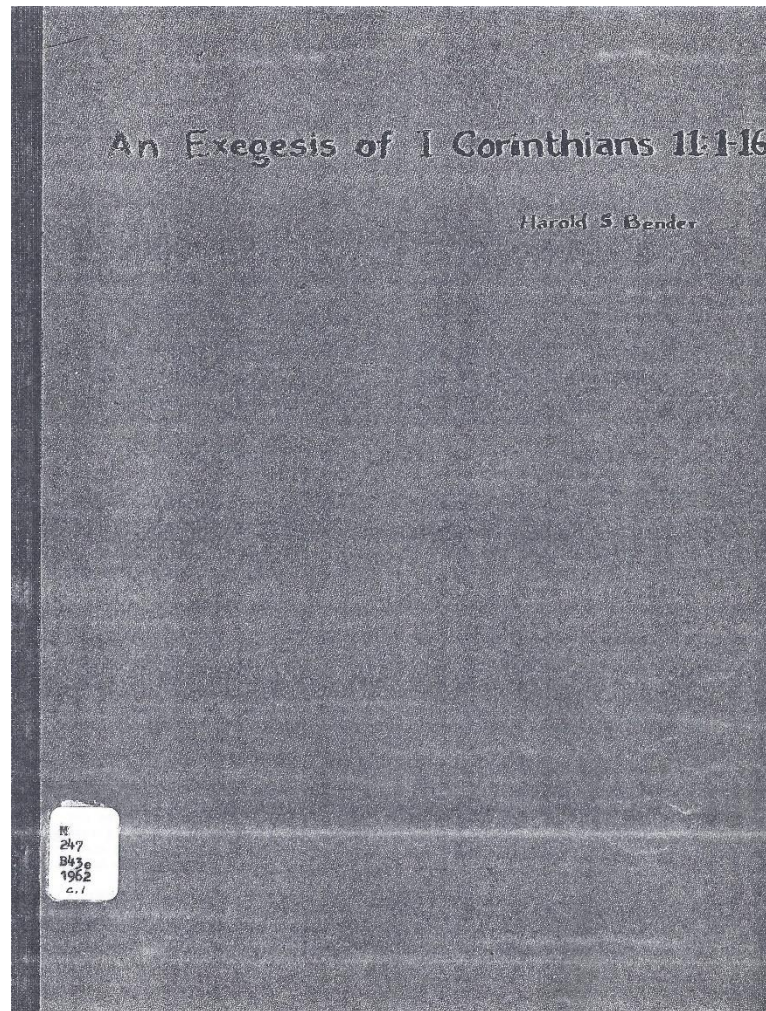 An Exegesis of I Corinthians 11:1-16
Harold S. Bender
M
247
B43e
1962
c.1